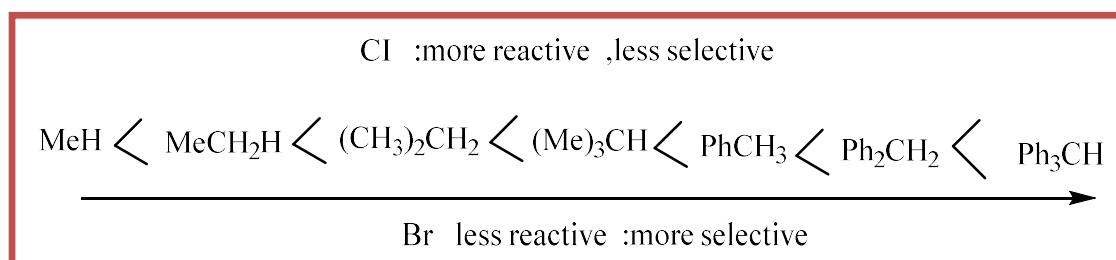 Cl :more reactive ,less selective
MeH < MeCH₂H < (CH₃)₂CH₂ < (Me)₃CH < PhCH₃ < Ph₂CH₂ < Ph₃CH
Br less reactive :more selective